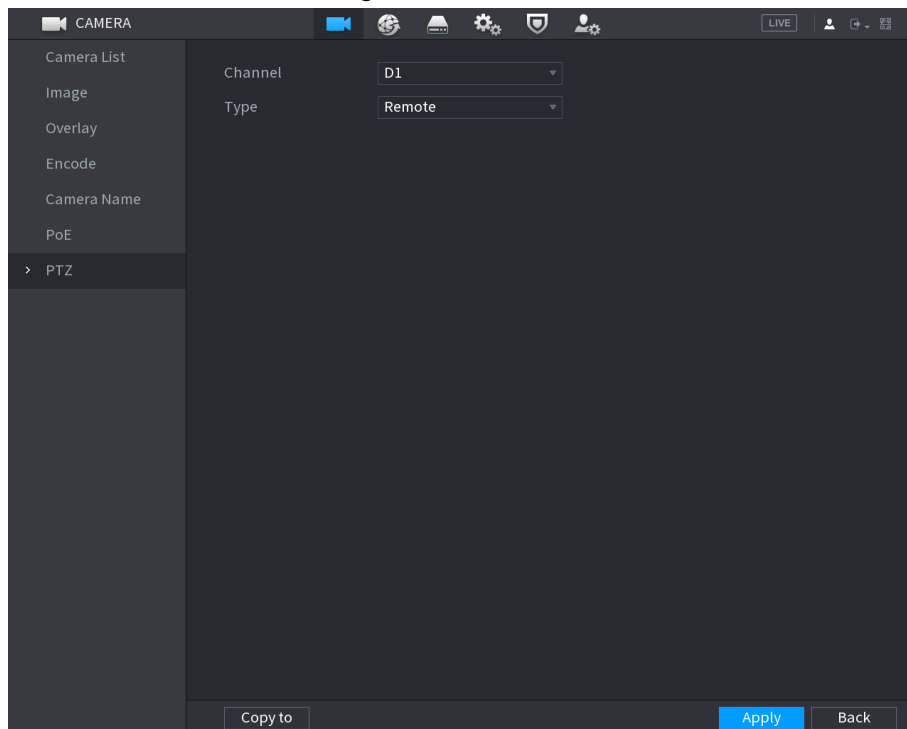 CAMERA
LIVE
Camera List
Image
Overlay
Encode
Camera Name
PoE
PTZ
Channel D1
Type Remote
Copy to Apply Back